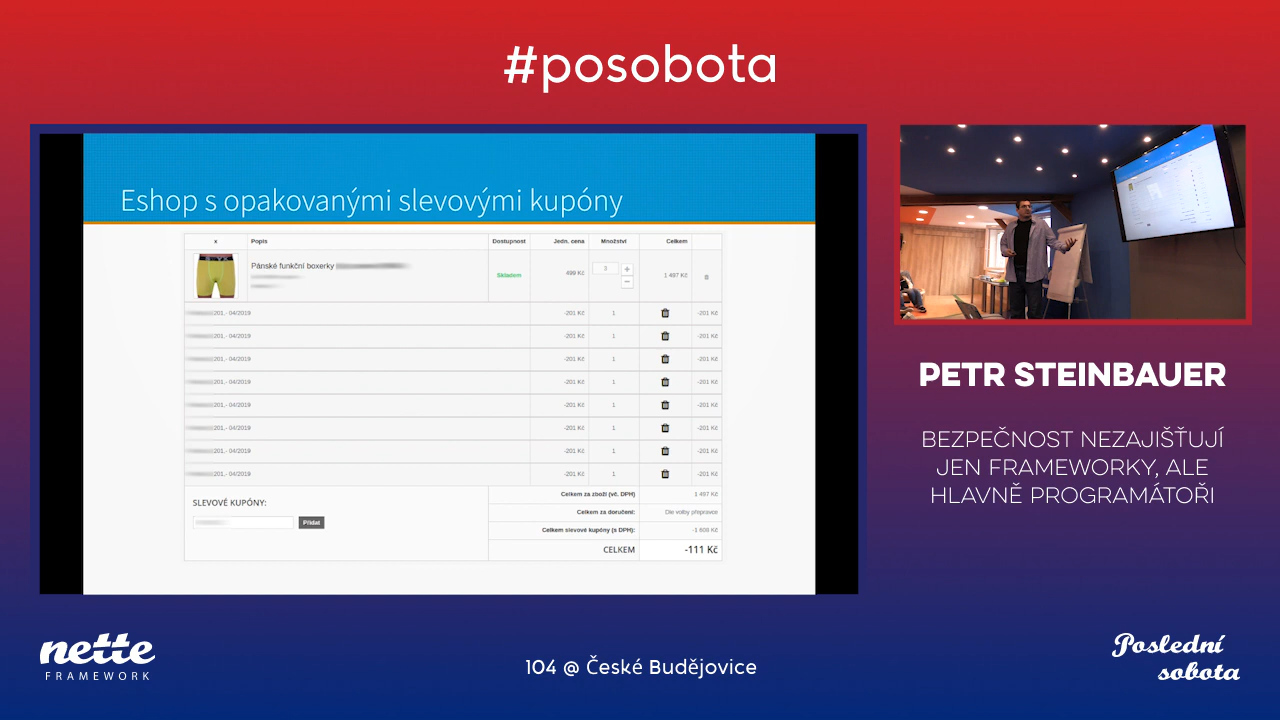 #posobota
Eshop s opakovanými slevovými kupóny
x Popis Dostupnost Jedn. cena Množství Celkem
Pánské funkční boxerky
Skladem 499 Kč 3 + − 1 497 Kč
201,- 04/2019 -201 Kč 1 -201 Kč
201,- 04/2019 -201 Kč 1 -201 Kč
201,- 04/2019 -201 Kč 1 -201 Kč
201,- 04/2019 -201 Kč 1 -201 Kč
201,- 04/2019 -201 Kč 1 -201 Kč
201,- 04/2019 -201 Kč 1 -201 Kč
201,- 04/2019 -201 Kč 1 -201 Kč
201,- 04/2019 -201 Kč 1 -201 Kč
SLEVOVÉ KUPÓNY:
Přidat
Celkem za zboží (vč. DPH) 1 497 Kč
Celkem za doručení: Dle volby přepravce
Celkem slevové kupóny (s DPH): -1 608 Kč
CELKEM -111 Kč
PETR STEINBAUER
BEZPEČNOST NEZAJIŠŤUJÍ
JEN FRAMEWORKY, ALE
HLAVNĚ PROGRAMÁTOŘI
nette
FRAMEWORK
104 @ České Budějovice
Poslední
sobota